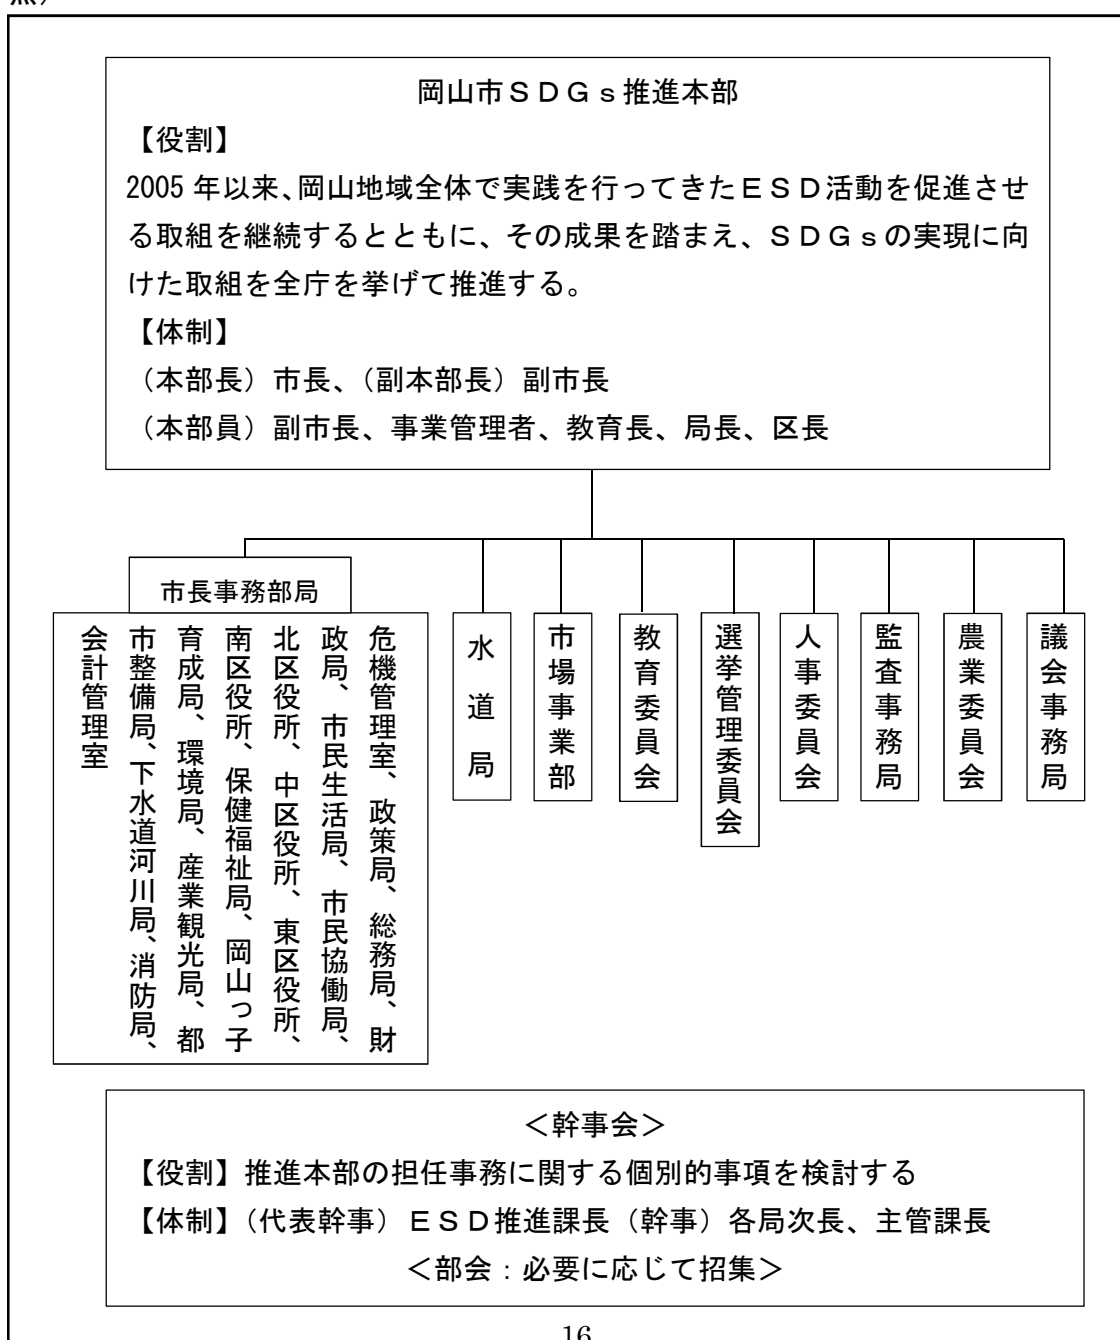 岡山市ＳＤＧｓ推進本部
【役割】
2005 年以来、岡山地域全体で実践を行ってきたＥＳＤ活動を促進させ
る取組を継続するとともに、その成果を踏まえ、ＳＤＧｓの実現に向
けた取組を全庁を挙げて推進する。
【体制】
（本部長）市長、（副本部長）副市長
（本部員）副市長、事業管理者、教育長、局長、区長
市長事務部局
危機管理室、政策局、総務局、財
政局、市民生活局、市民協働局、
北区役所、中区役所、東区役所、
南区役所、保健福祉局、岡山っ子
育成局、環境局、産業観光局、都
市整備局、下水道河川局、消防局、
会計管理室
水道局
市場事業部
教育委員会
選挙管理委員会
人事委員会
監査事務局
農業委員会
議会事務局
＜幹事会＞
【役割】推進本部の担任事務に関する個別的事項を検討する
【体制】（代表幹事）ＥＳＤ推進課長（幹事）各局次長、主管課長
＜部会：必要に応じて招集＞
16